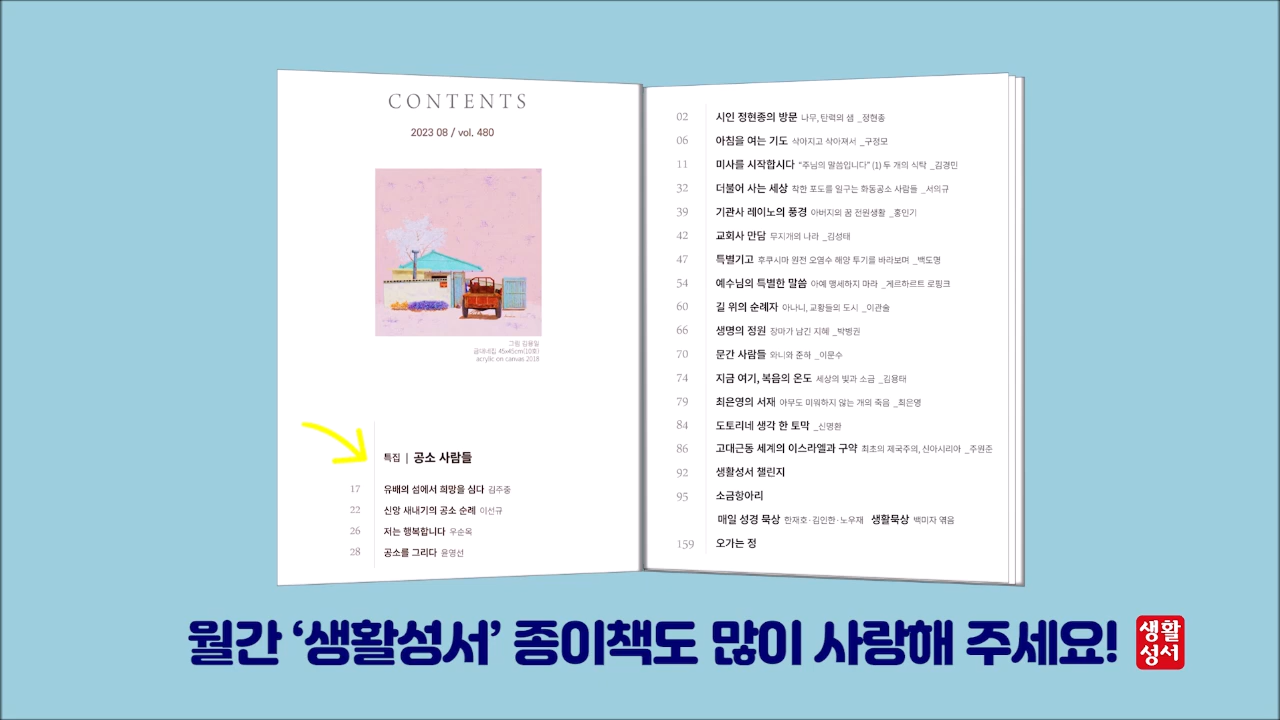 CONTENTS
2023 08 / vol. 480
그림 김용일
금대네집 45x45cm(10호)
acrylic on canvas 2018
특집 | 공소 사람들
17 유배의 섬에서 희망을 심다 김주중
22 신앙 새내기의 공소 순례 이선규
26 저는 행복합니다 우순옥
28 공소를 그리다 윤영선
02 시인 정현종의 방문 나무, 탄력의 샘 _정현종
06 아침을 여는 기도 삭아지고 삭아져서 _구정모
11 미사를 시작합시다 “주님의 말씀입니다” (1) 두 개의 식탁 _김경민
32 더불어 사는 세상 착한 포도를 일구는 화동공소 사람들 _서의규
39 기관사 레이노의 풍경 아버지의 꿈 전원생활 _홍인기
42 교회사 만담 무지개의 나라 _김성태
47 특별기고 후쿠시마 원전 오염수 해양 투기를 바라보며 _백도명
54 예수님의 특별한 말씀 아예 맹세하지 마라 _게르하르트 로핑크
60 길 위의 순례자 아나니, 교황들의 도시 _이관술
66 생명의 정원 장마가 남긴 지혜 _박병권
70 문간 사람들 와니와 준하 _이문수
74 지금 여기, 복음의 온도 세상의 빛과 소금 _김용태
79 최은영의 서재 아무도 미워하지 않는 개의 죽음 _최은영
84 도토리네 생각 한 토막 _신명환
86 고대근동 세계의 이스라엘과 구약 최초의 제국주의, 신아시리아 _주원준
92 생활성서 챌린지
95 소금항아리
매일 성경 묵상 한재호·김인한·노우재 생활묵상 백미자 엮음
159 오가는 정
월간 ‘생활성서’ 종이책도 많이 사랑해 주세요!
생활
성서